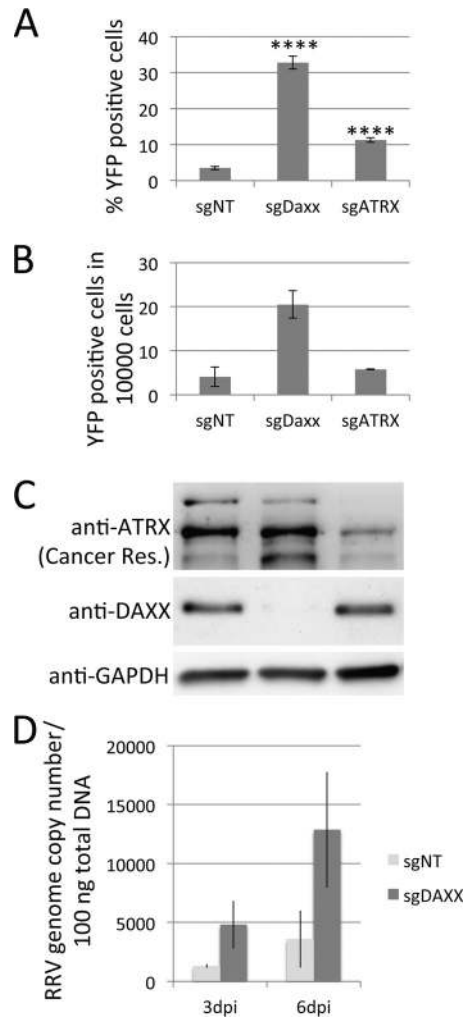 A
% YFP positive cells
40
30
20
10
0
****
****
sgNT sgDaxx sgATRX
B
YFP positive cells in
10000 cells
30
20
10
0
sgNT sgDaxx sgATRX
C
anti-ATRX
(Cancer Res.)
anti-DAXX
anti-GAPDH
D
RRV genome copy number/
100 ng total DNA
20000
15000
10000
5000
0
3dpi 6dpi
sgNT
sgDAXX